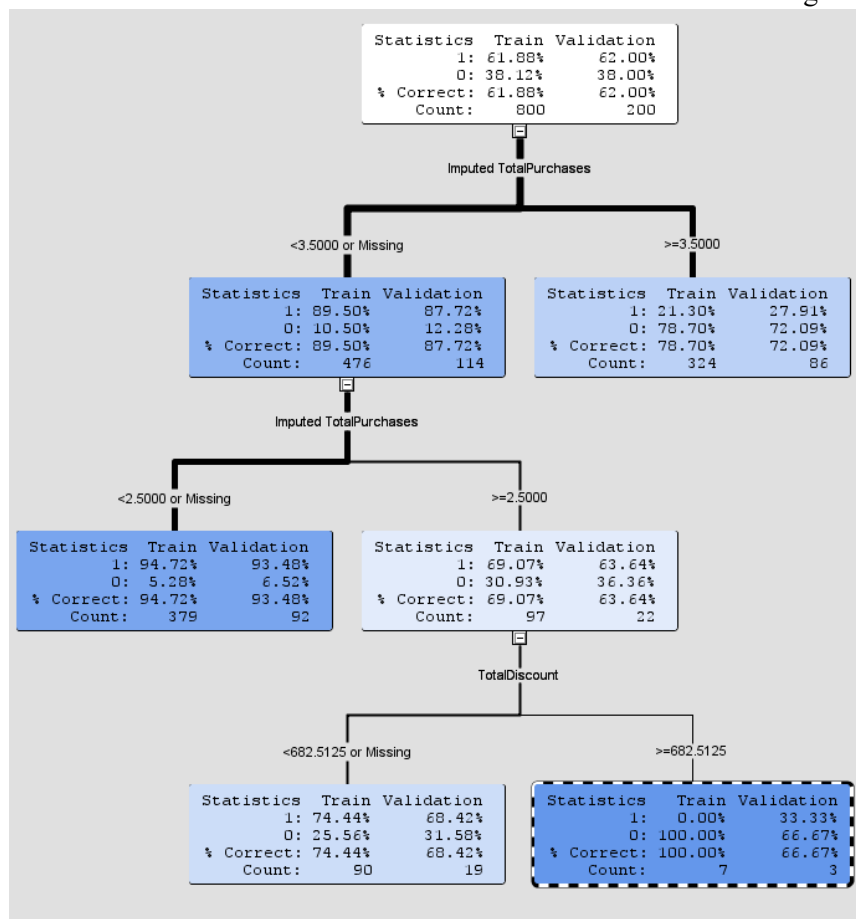 Statistics Train Validation
1: 61.88% 62.00%
0: 38.12% 38.00%
% Correct: 61.88% 62.00%
Count: 800 200
Imputed TotalPurchases
<3.5000 or Missing >=3.5000
Statistics Train Validation
1: 89.50% 87.72%
0: 10.50% 12.28%
% Correct: 89.50% 87.72%
Count: 476 114
Statistics Train Validation
1: 21.30% 27.91%
0: 78.70% 72.09%
% Correct: 78.70% 72.09%
Count: 324 86
Imputed TotalPurchases
<2.5000 or Missing >=2.5000
Statistics Train Validation
1: 94.72% 93.48%
0: 5.28% 6.52%
% Correct: 94.72% 93.48%
Count: 379 92
Statistics Train Validation
1: 69.07% 63.64%
0: 30.93% 36.36%
% Correct: 69.07% 63.64%
Count: 97 22
TotalDiscount
<682.5125 or Missing >=682.5125
Statistics Train Validation
1: 74.44% 68.42%
0: 25.56% 31.58%
% Correct: 74.44% 68.42%
Count: 90 19
Statistics Train Validation
1: 0.00% 33.33%
0: 100.00% 66.67%
% Correct: 100.00% 66.67%
Count: 7 3